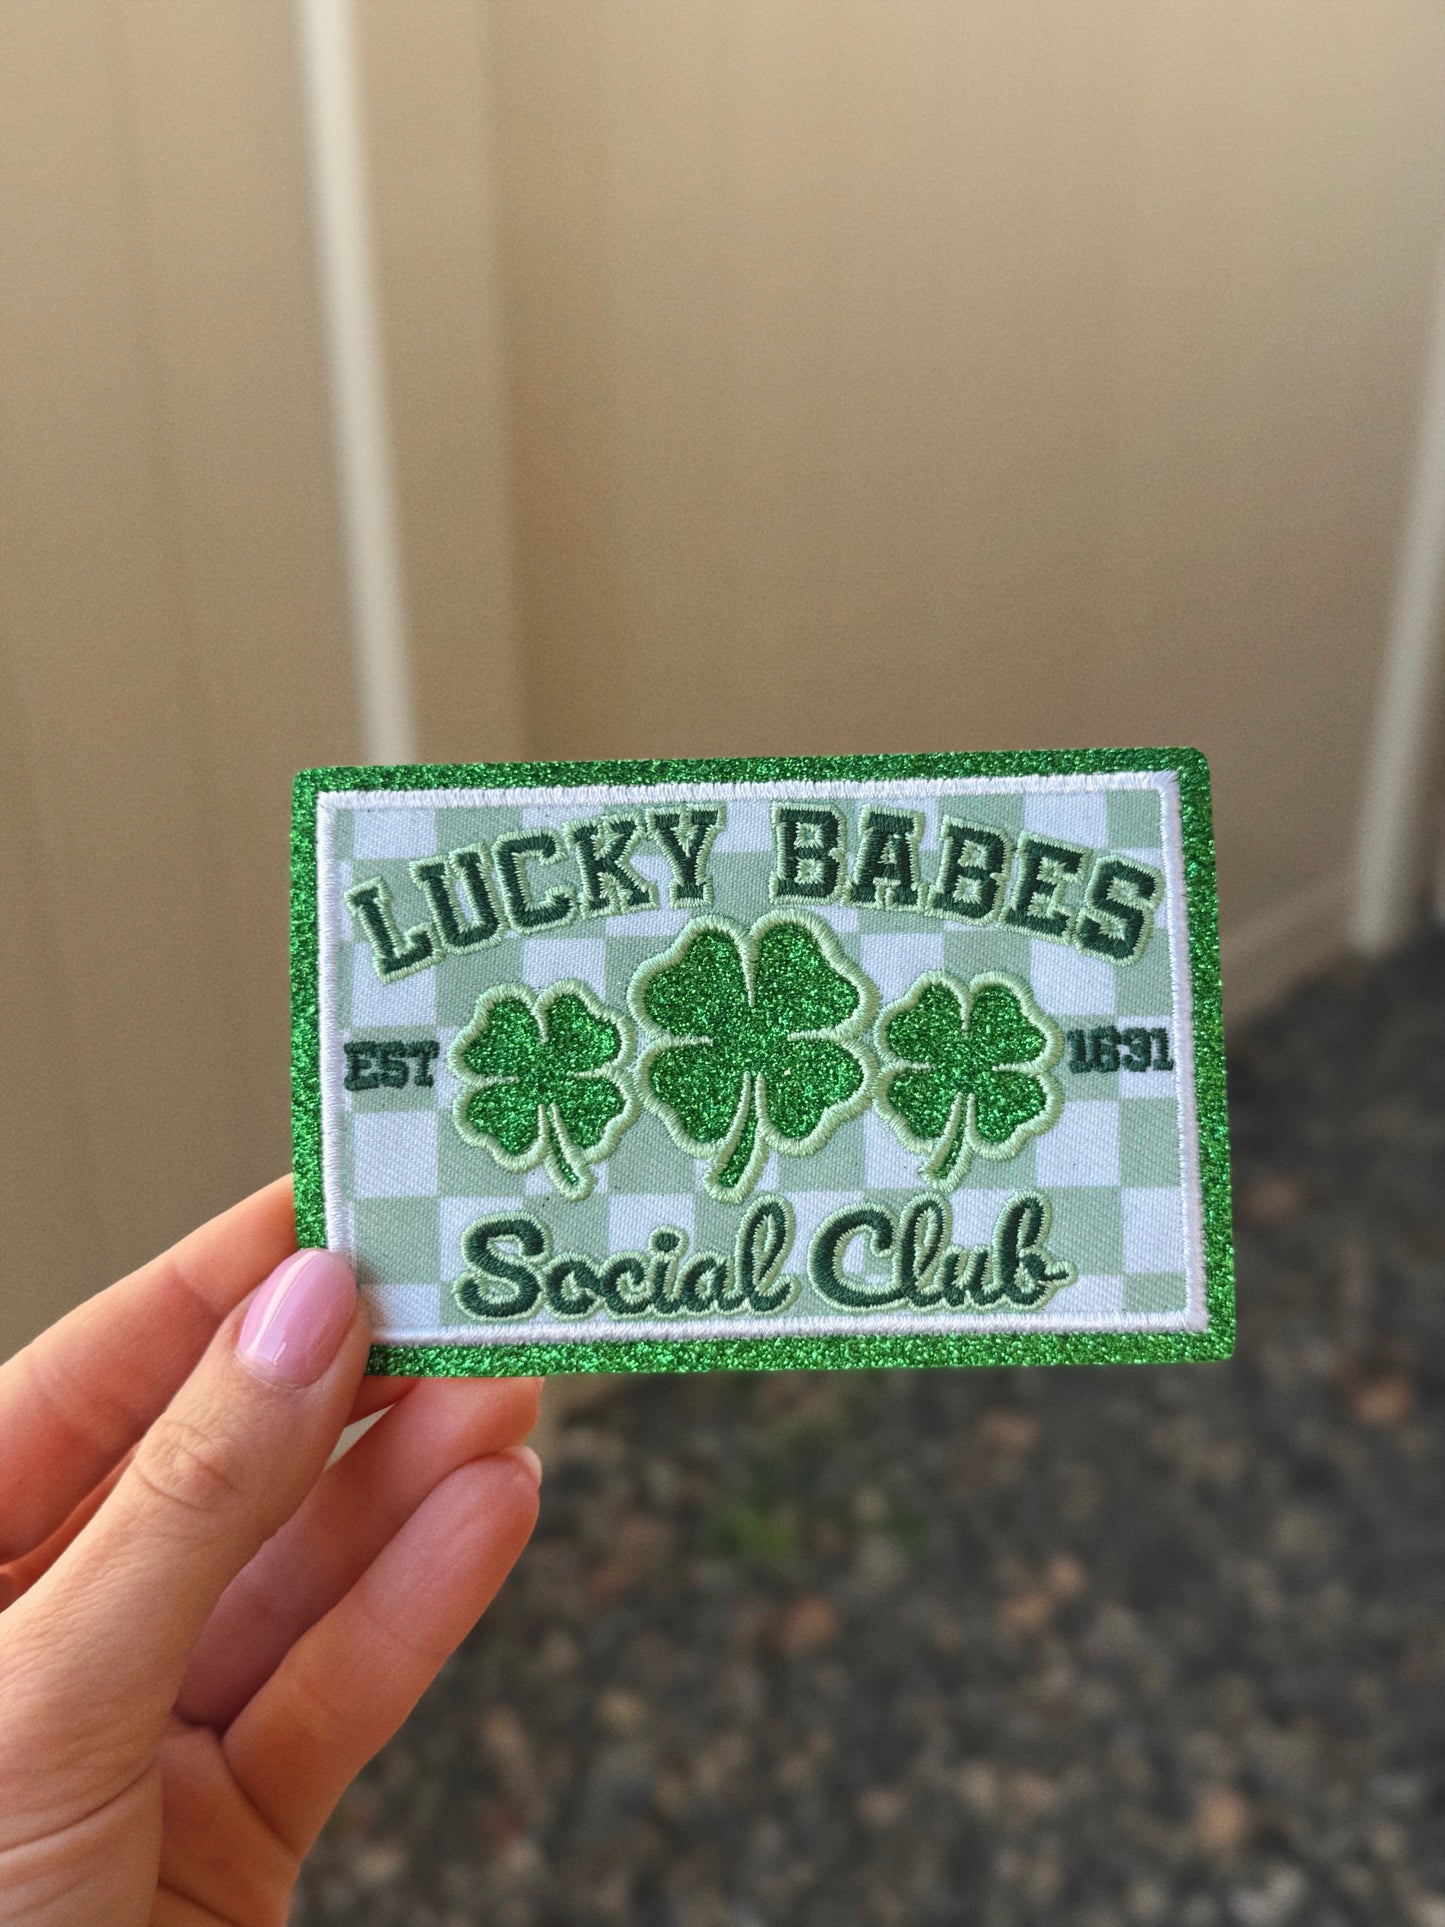 LUCKY BABES
EST 1631
Social Club